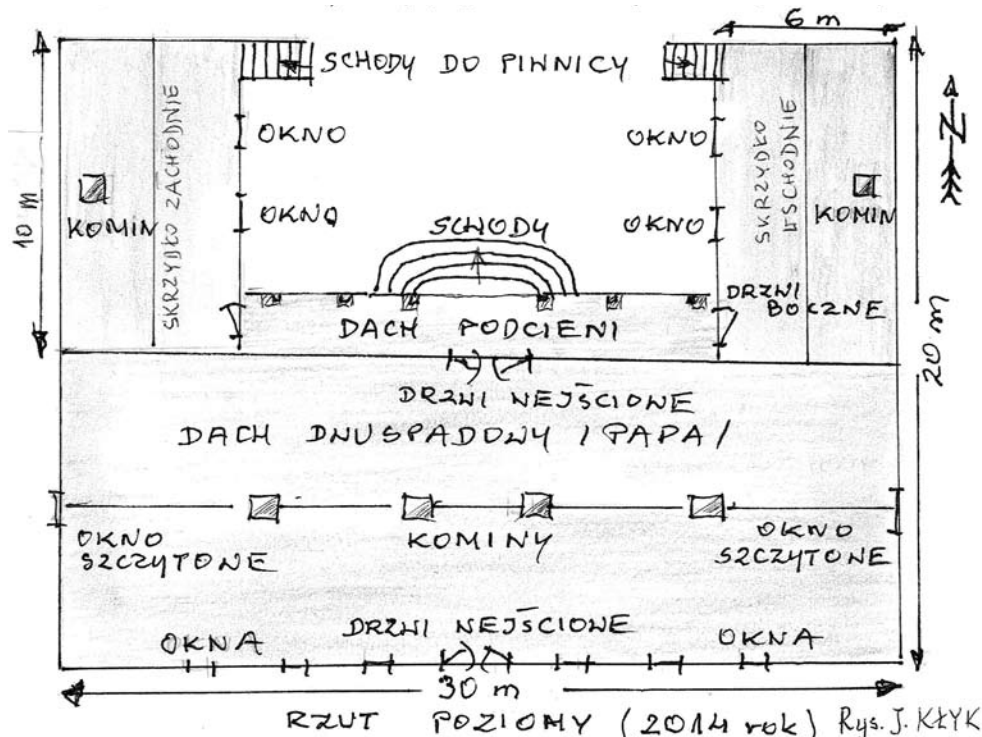 6 m
SCHODY DO PIWNICY
SKRZYDŁO ZACHODNIE
OKNO
OKNO
SKRZYDŁO WSCHODNIE
N
10 m
KOMIN
OKNO
SCHODY
OKNO
KOMIN
DRZWI
BOCZNE
DACH PODCIENI
20 m
DRZWI WEJŚCIOWE
DACH DWUSPADOWY /PAPA/
OKNO
SZCZYTOWE
KOMINY
OKNO
SZCZYTOWE
OKNA
DRZWI WEJŚCIOWE
OKNA
30 m
RZUT POZIOMY (2014 rok) Rys. J. KŁYK